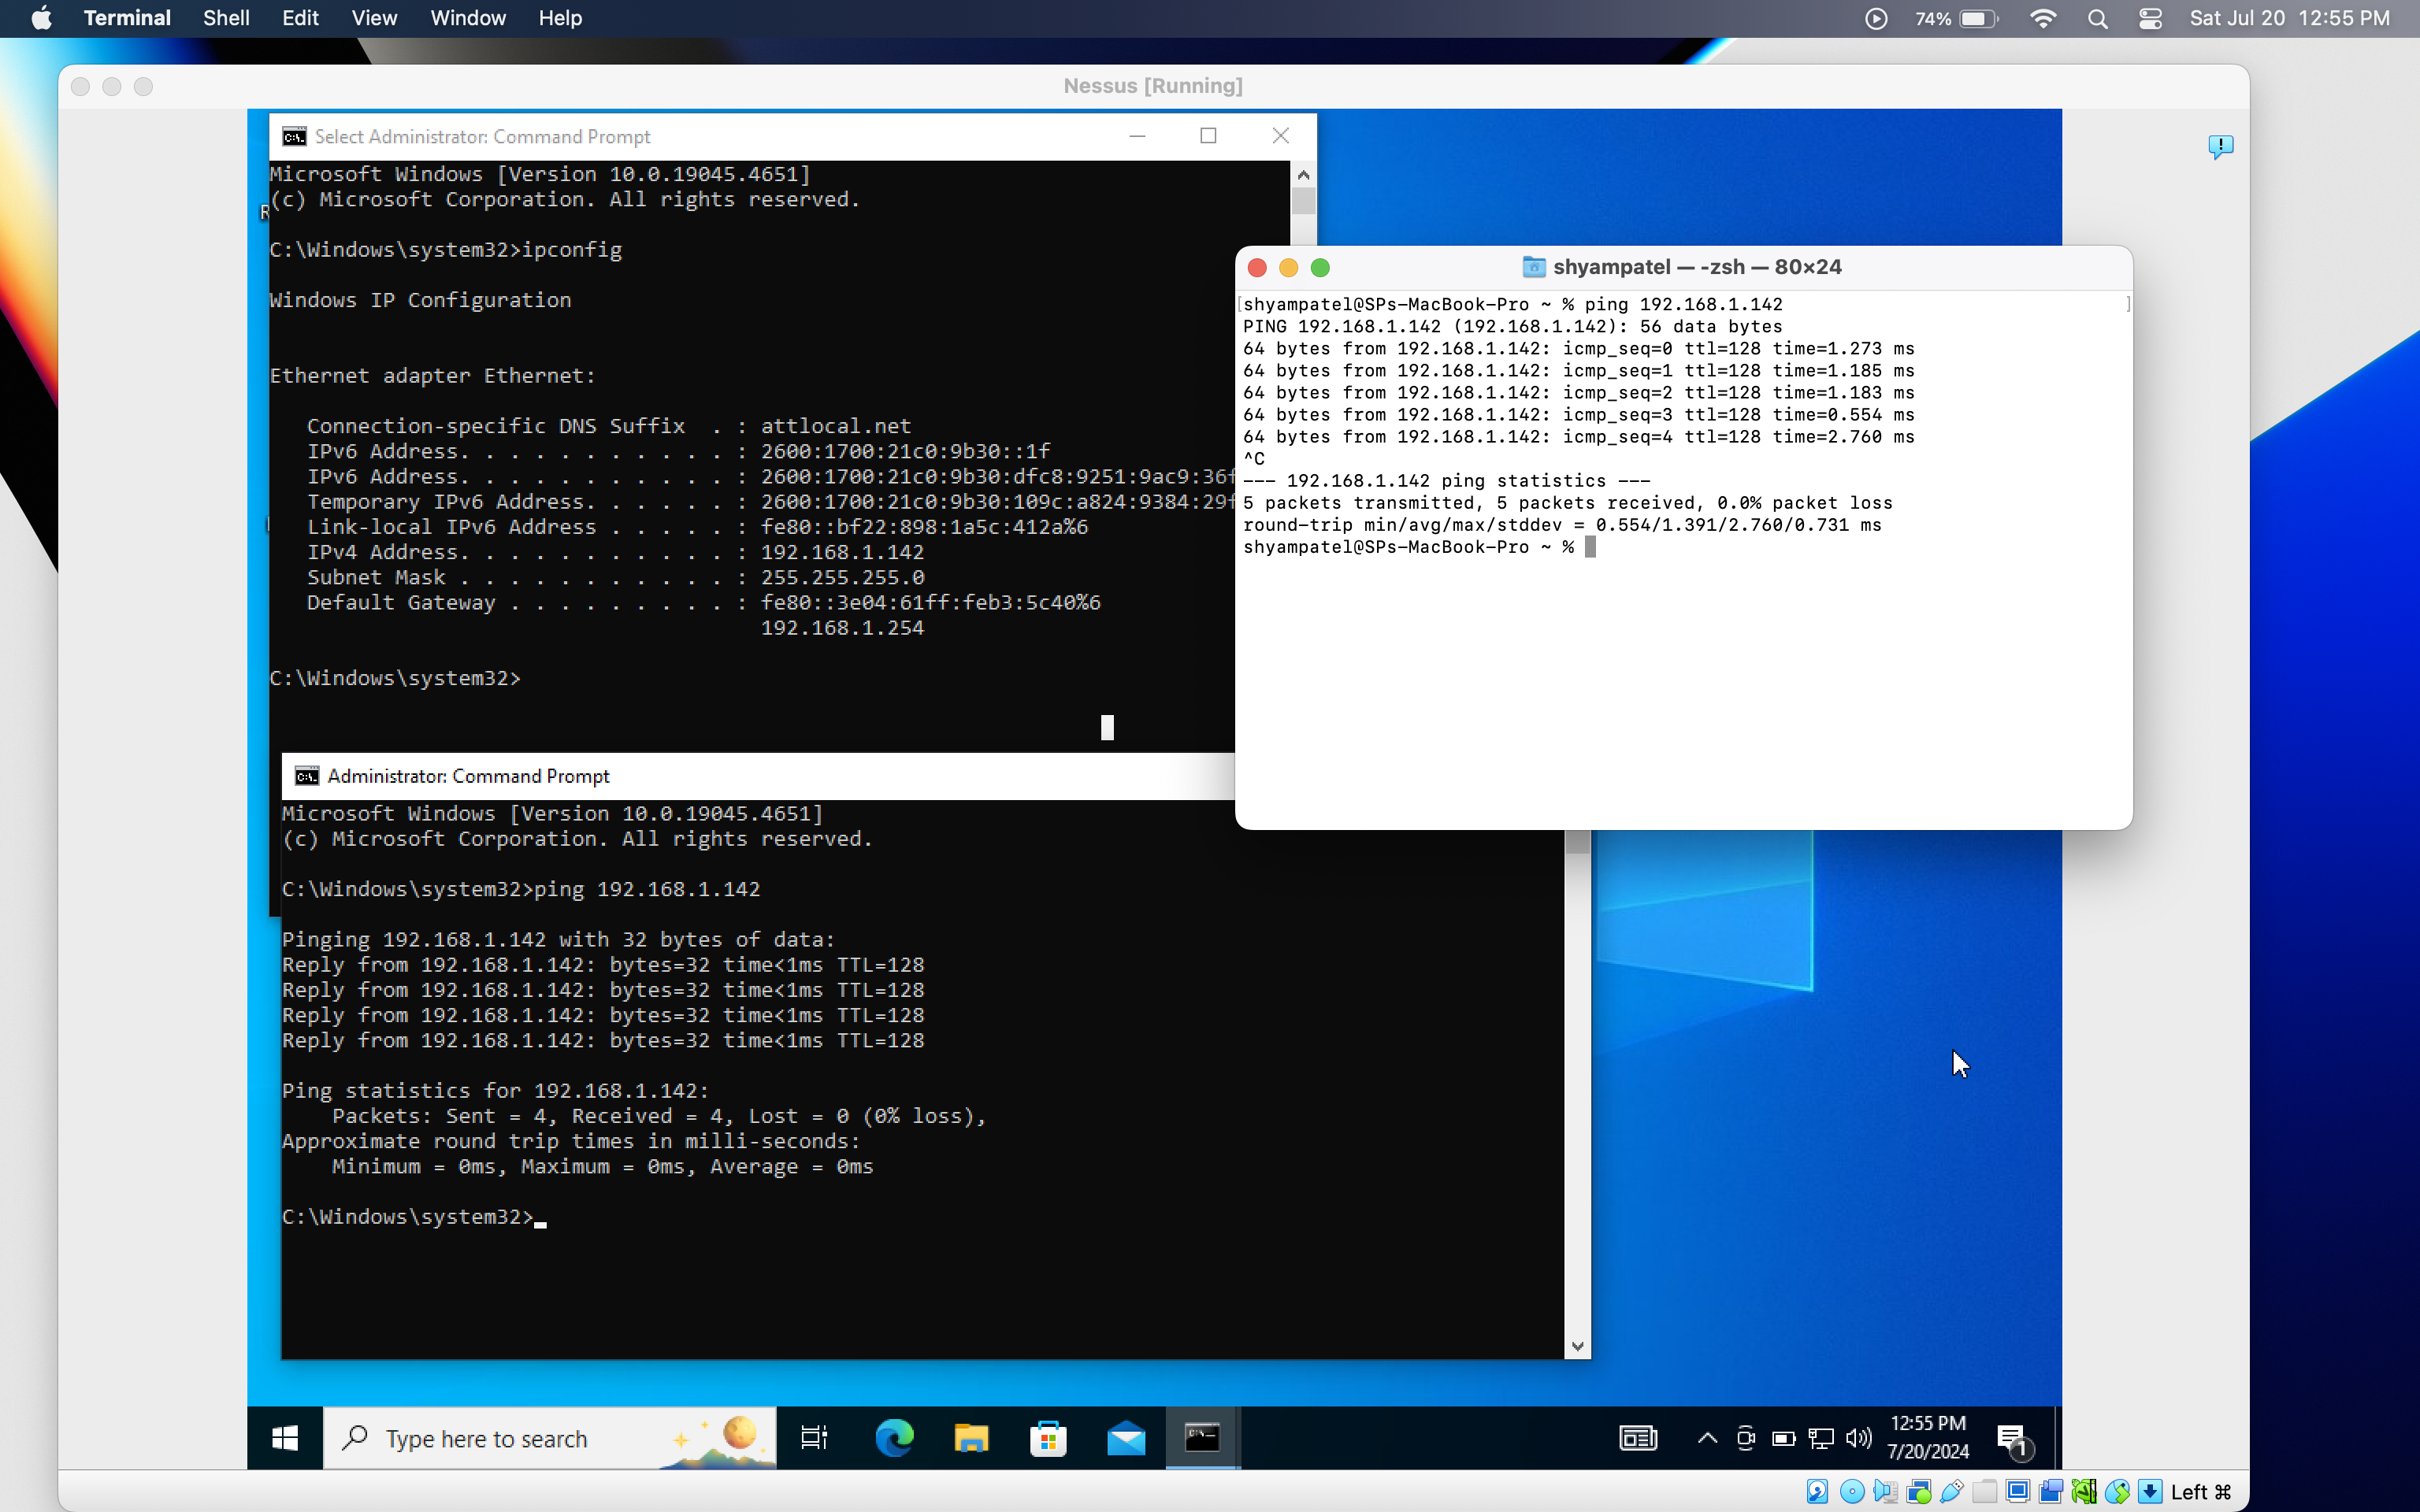 Terminal Shell Edit View Window Help
74% Sat Jul 20 12:55 PM
Nessus [Running]
Select Administrator: Command Prompt
Microsoft Windows [Version 10.0.19045.4651]
(c) Microsoft Corporation. All rights reserved.
C:\Windows\system32>ipconfig
Windows IP Configuration
Ethernet adapter Ethernet:
Connection-specific DNS Suffix . : attlocal.net
IPv6 Address. . . . . . . . . . . : 2600:1700:21c0:9b30::1f
IPv6 Address. . . . . . . . . . . : 2600:1700:21c0:9b30:dfc8:9251:9ac9:36f
Temporary IPv6 Address. . . . . . : 2600:1700:21c0:9b30:109c:a824:9384:29f
Link-local IPv6 Address . . . . . : fe80::bf22:898:1a5c:412a%6
IPv4 Address. . . . . . . . . . . : 192.168.1.142
Subnet Mask . . . . . . . . . . . : 255.255.255.0
Default Gateway . . . . . . . . . : fe80::3e04:61ff:feb3:5c40%6
192.168.1.254
C:\Windows\system32>
shyampatel — -zsh — 80×24
[shyampatel@SPs-MacBook-Pro ~ % ping 192.168.1.142 ]
PING 192.168.1.142 (192.168.1.142): 56 data bytes
64 bytes from 192.168.1.142: icmp_seq=0 ttl=128 time=1.273 ms
64 bytes from 192.168.1.142: icmp_seq=1 ttl=128 time=1.185 ms
64 bytes from 192.168.1.142: icmp_seq=2 ttl=128 time=1.183 ms
64 bytes from 192.168.1.142: icmp_seq=3 ttl=128 time=0.554 ms
64 bytes from 192.168.1.142: icmp_seq=4 ttl=128 time=2.760 ms
^C
--- 192.168.1.142 ping statistics ---
5 packets transmitted, 5 packets received, 0.0% packet loss
round-trip min/avg/max/stddev = 0.554/1.391/2.760/0.731 ms
shyampatel@SPs-MacBook-Pro ~ %
Administrator: Command Prompt
Microsoft Windows [Version 10.0.19045.4651]
(c) Microsoft Corporation. All rights reserved.
C:\Windows\system32>ping 192.168.1.142
Pinging 192.168.1.142 with 32 bytes of data:
Reply from 192.168.1.142: bytes=32 time<1ms TTL=128
Reply from 192.168.1.142: bytes=32 time<1ms TTL=128
Reply from 192.168.1.142: bytes=32 time<1ms TTL=128
Reply from 192.168.1.142: bytes=32 time<1ms TTL=128
Ping statistics for 192.168.1.142:
Packets: Sent = 4, Received = 4, Lost = 0 (0% loss),
Approximate round trip times in milli-seconds:
Minimum = 0ms, Maximum = 0ms, Average = 0ms
C:\Windows\system32>
Type here to search
12:55 PM
7/20/2024
1
Left ⌘